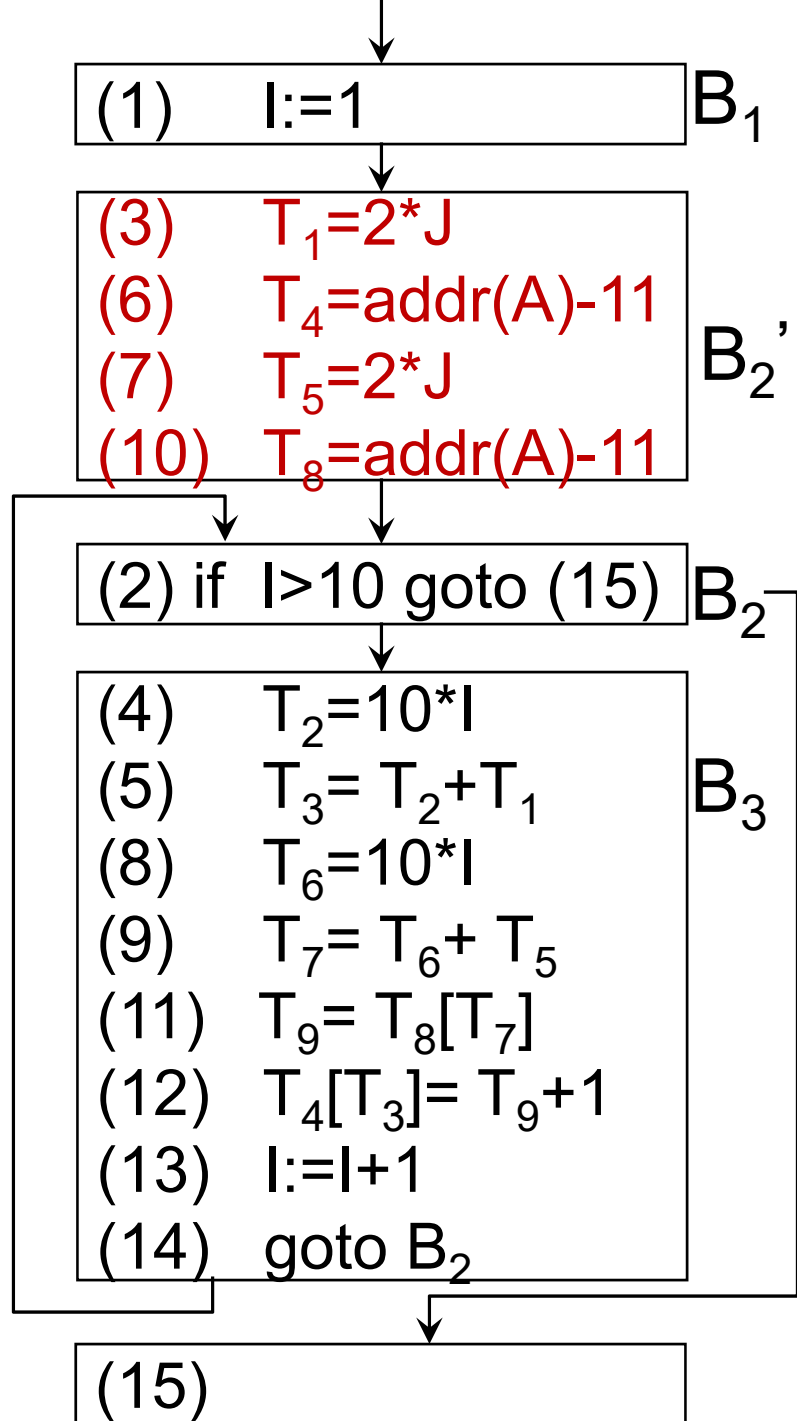 (1) I:=1 B₁
(3) T₁=2*J
(6) T₄=addr(A)-11
B₂’
(7) T₅=2*J
(10) T₈=addr(A)-11
(2) if I>10 goto (15) B₂
(4) T₂=10*I
(5) T₃= T₂+T₁ B₃
(8) T₆=10*I
(9) T₇= T₆+ T₅
(11) T₉= T₈[T₇]
(12) T₄[T₃]= T₉+1
(13) I:=I+1
(14) goto B₂
(15)